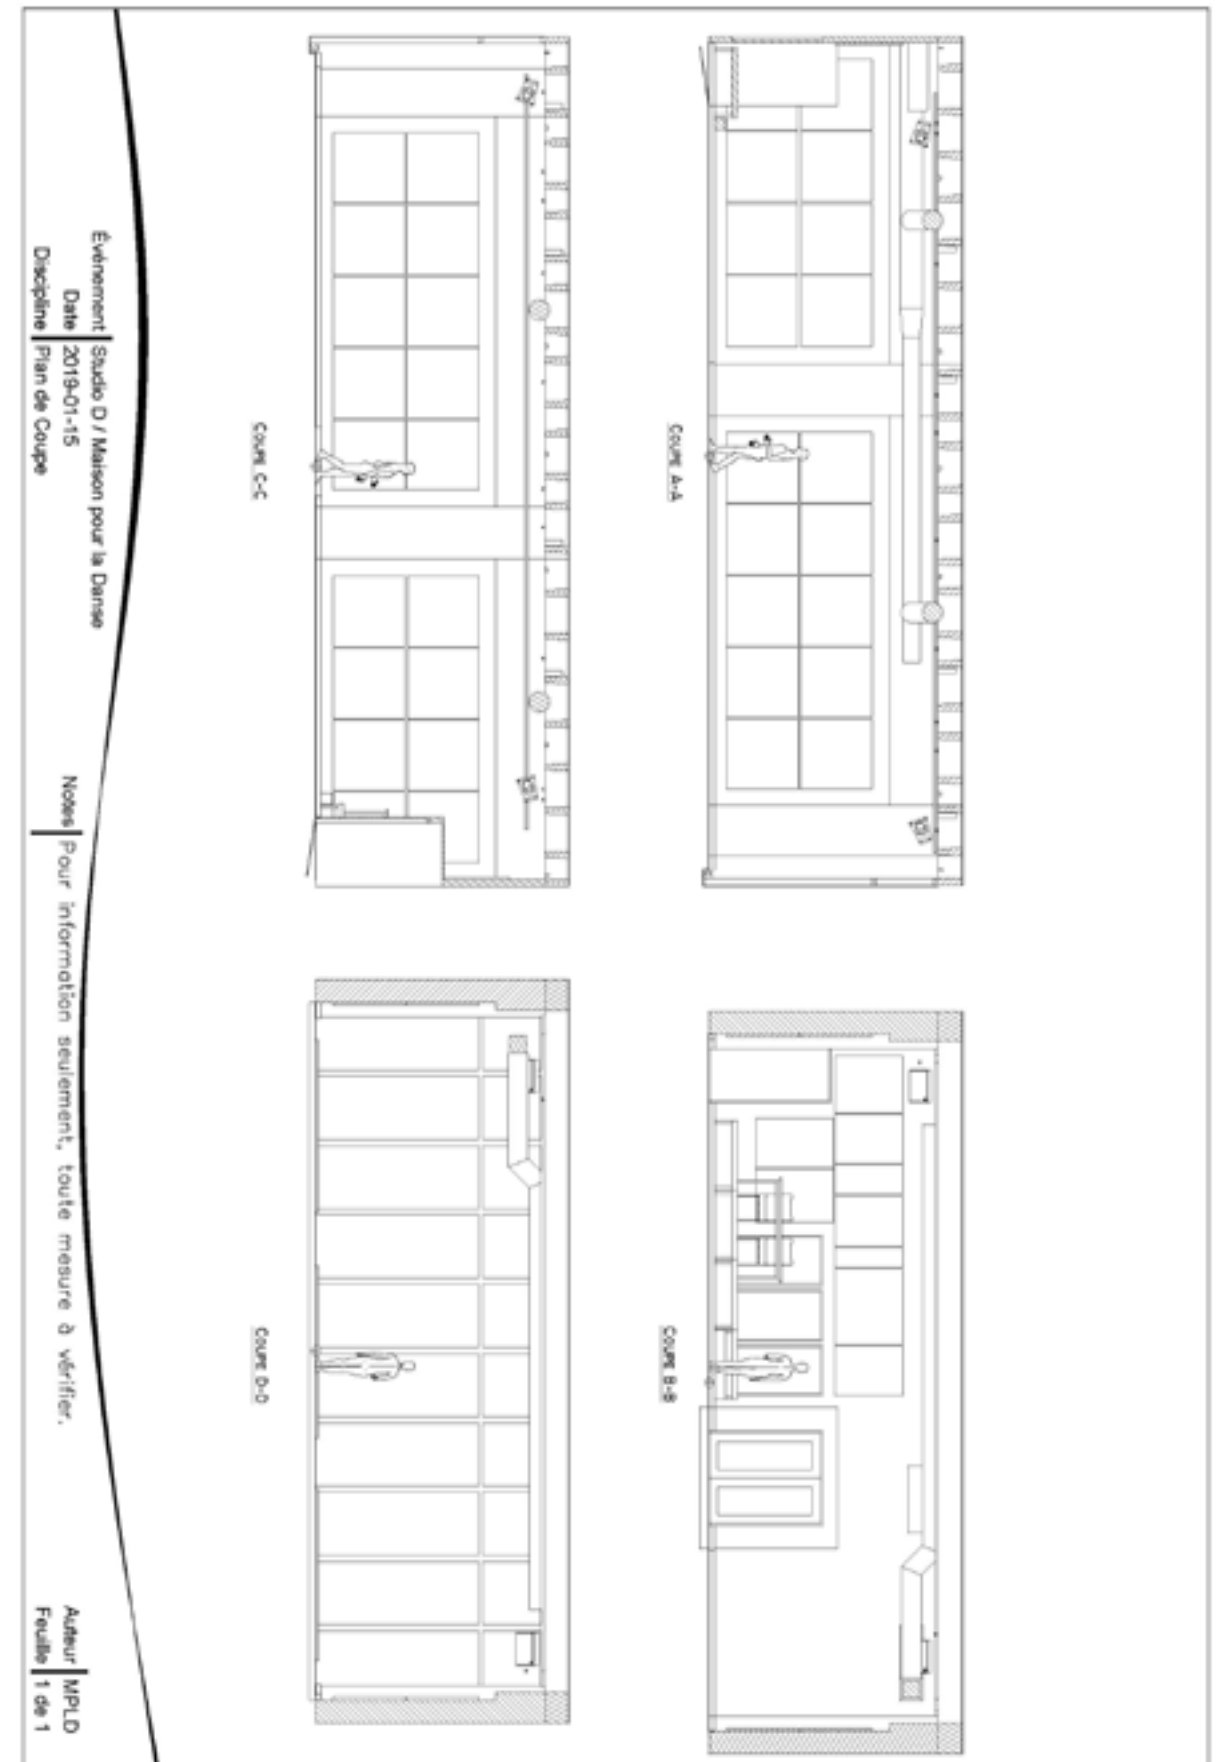 COUPE A-A
COUPE B-B
COUPE C-C
COUPE D-D
Évènement Studio D / Maison pour la Danse
Date 2019-01-15
Discipline Plan de Coupe
Notes Pour information seulement, toute mesure à vérifier.
Auteur MPLD
Feuille 1 de 1